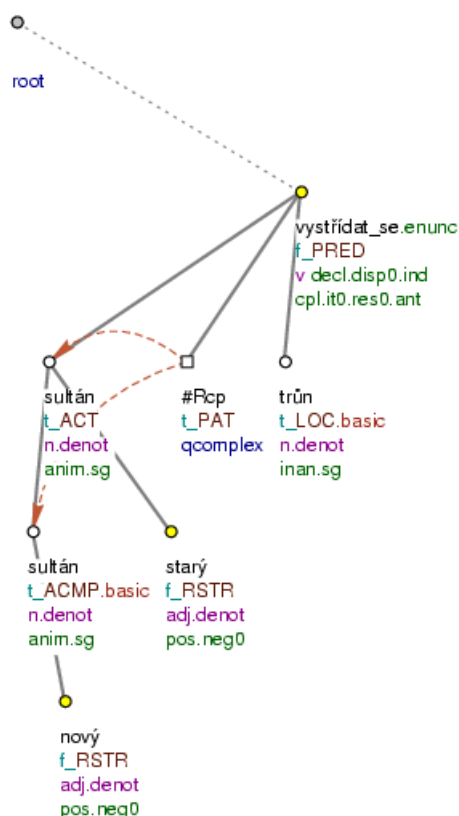 root
vystřídat_se.enunc
f_PRED
v decl.disp0.ind
cpl.it0.res0.ant
sultán
t_ACT
n.denot
anim.sg
#Rcp
t_PAT
qcomplex
trůn
t_LOC.basic
n.denot
inan.sg
sultán
t_ACMP.basic
n.denot
anim.sg
starý
f_RSTR
adj.denot
pos.neg0
nový
f_RSTR
adj.denot
pos.neg0